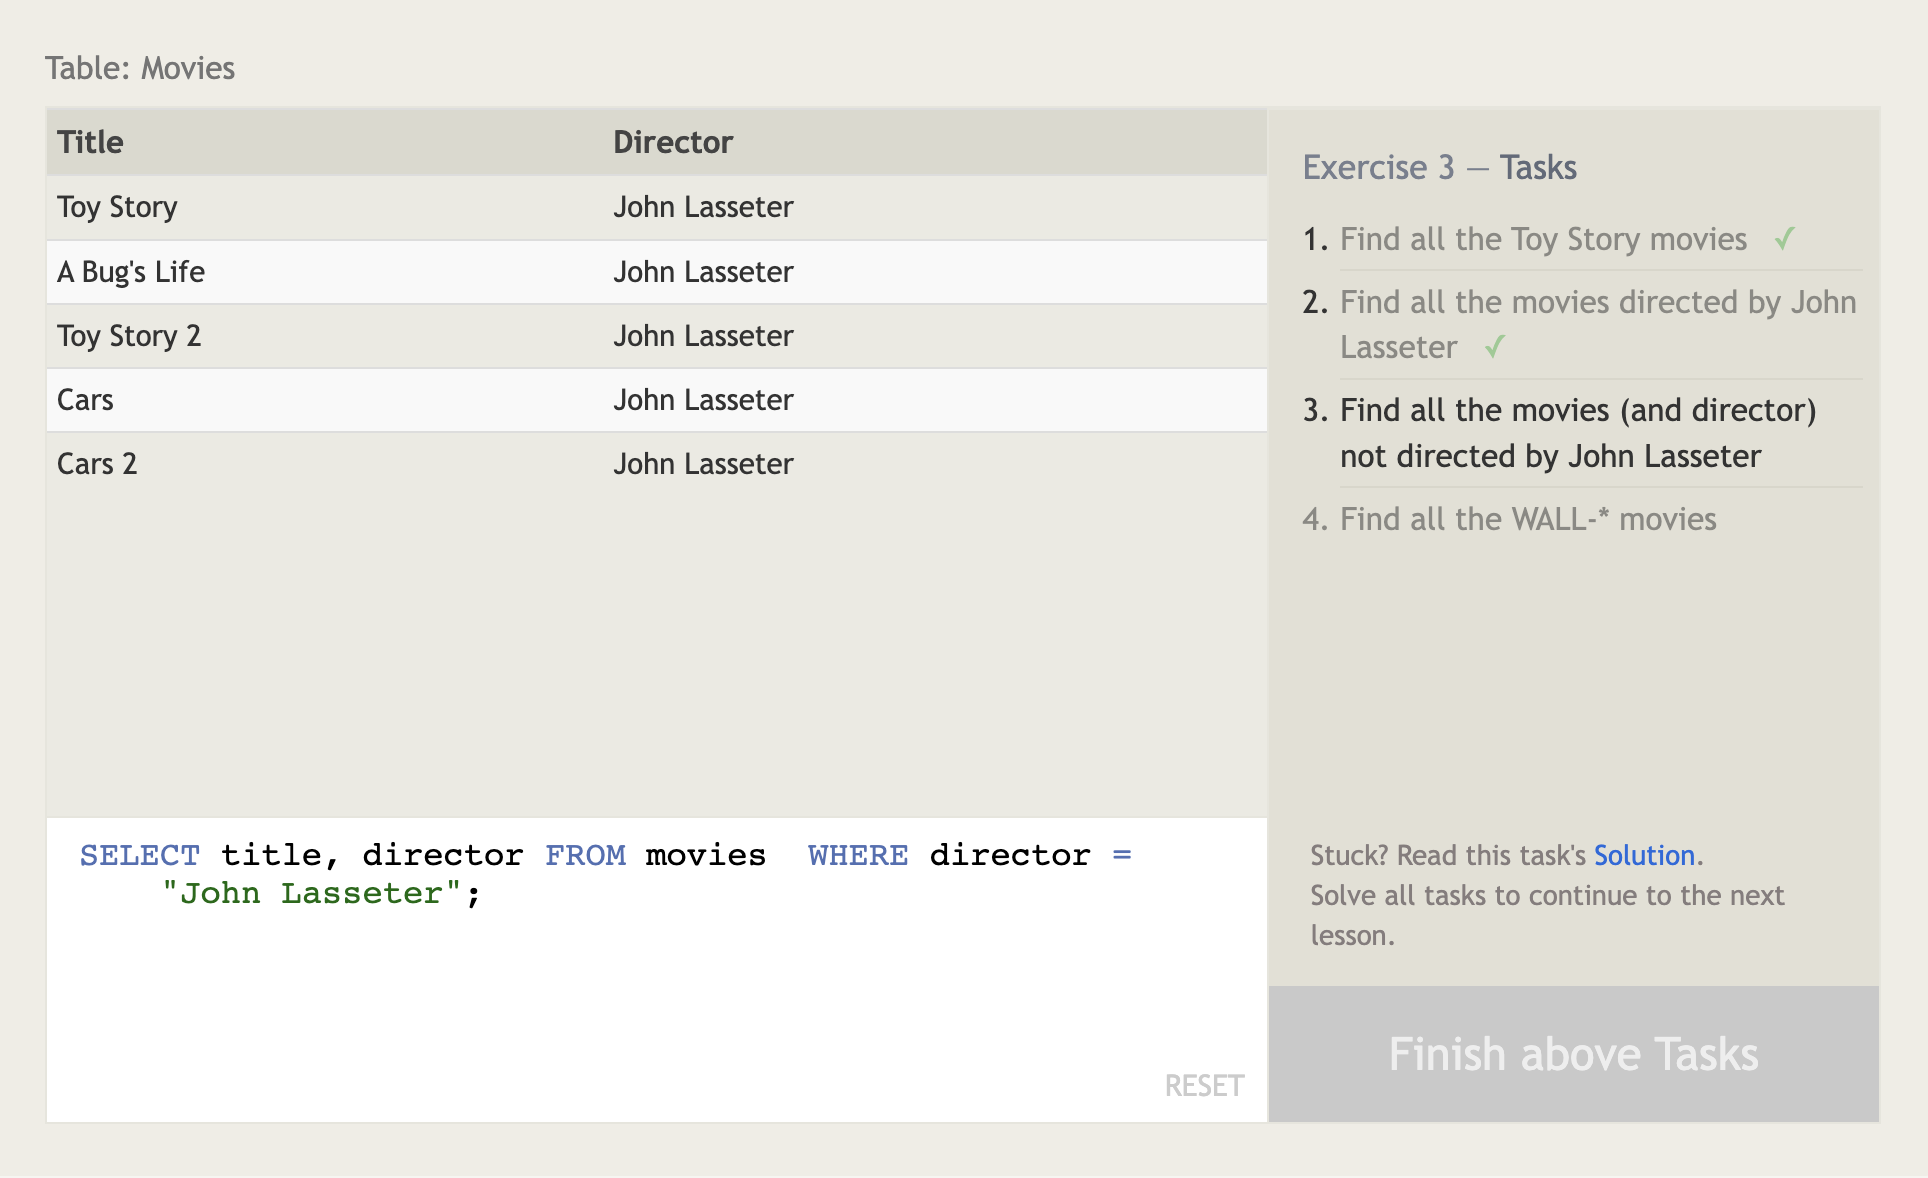 Table: Movies
Title Director
Toy Story John Lasseter
A Bug's Life John Lasseter
Toy Story 2 John Lasseter
Cars John Lasseter
Cars 2 John Lasseter
SELECT title, director FROM movies  WHERE director =
"John Lasseter";
RESET
Exercise 3 — Tasks
1. Find all the Toy Story movies ✓
2. Find all the movies directed by John
Lasseter ✓
3. Find all the movies (and director)
not directed by John Lasseter
4. Find all the WALL-* movies
Stuck? Read this task's Solution.
Solve all tasks to continue to the next
lesson.
Finish above Tasks